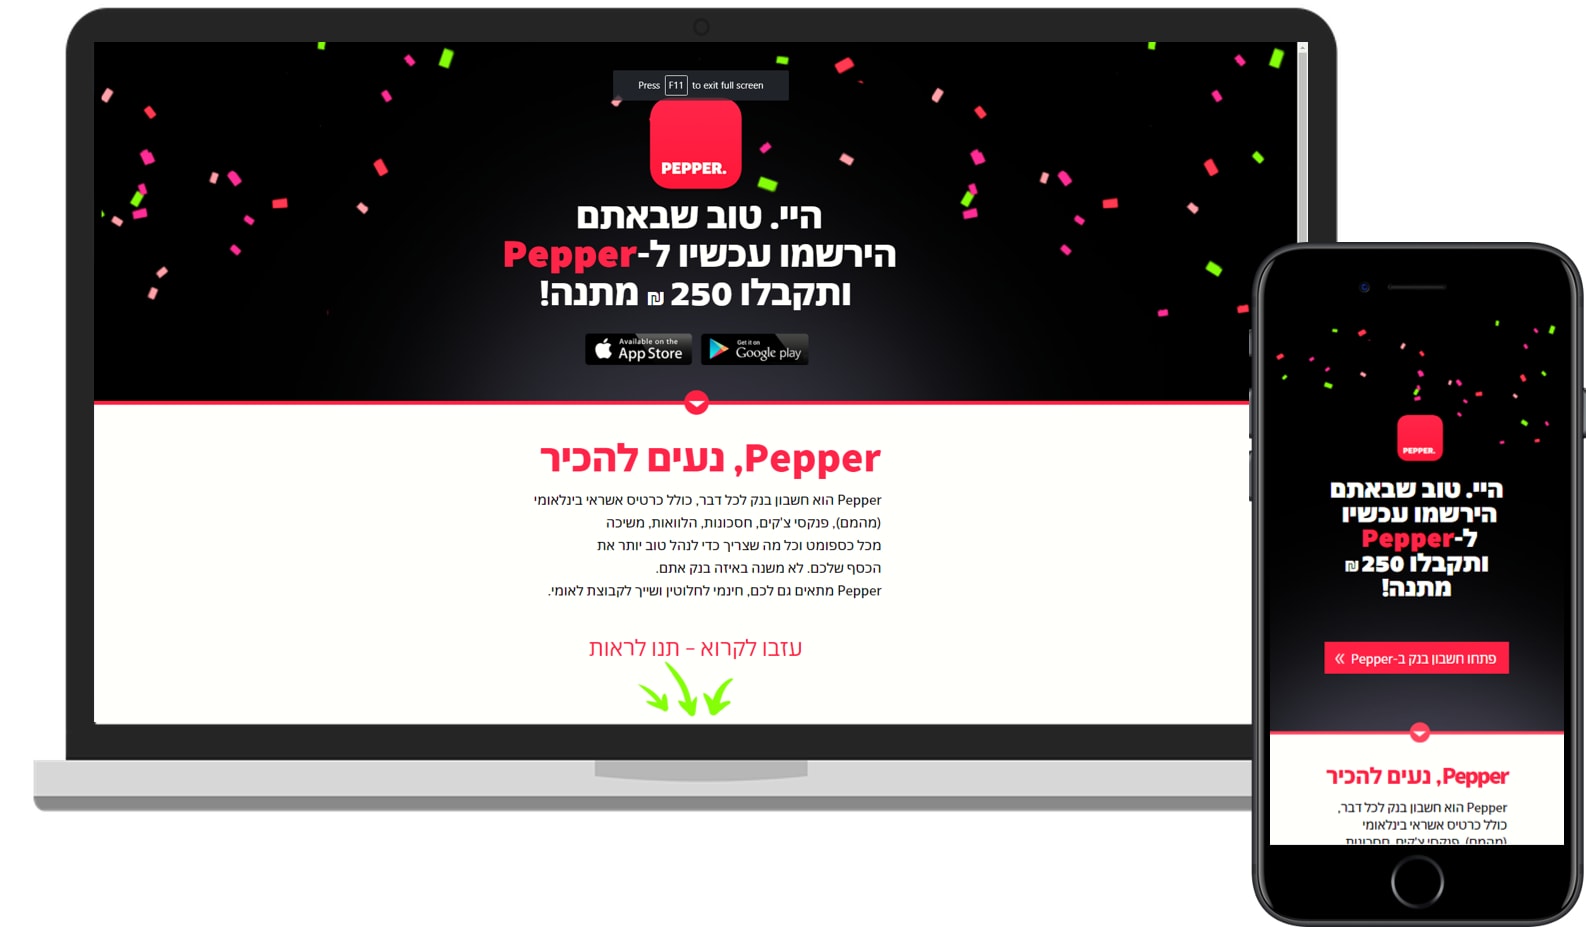 Press F11 to exit full screen
PEPPER.
היי. טוב שבאתם
הירשמו עכשיו ל-Pepper
ותקבלו 250 ₪ מתנה!
Available on the
App Store
Get it on
Google play
Pepper, נעים להכיר
Pepper הוא חשבון בנק לכל דבר, כולל כרטיס אשראי בינלאומי
(מהמם), פנקסי צ'קים, חסכונות, הלוואות, משיכה
מכל כספומט וכל מה שצריך כדי לנהל טוב יותר את
הכסף שלכם. לא משנה באיזה בנק אתם.
Pepper מתאים גם לכם, חינמי לחלוטין ושייך לקבוצת לאומי.
עזבו לקרוא – תנו לראות
PEPPER.
היי. טוב שבאתם
הירשמו עכשיו
ל-Pepper
ותקבלו 250 ₪
מתנה!
פתחו חשבון בנק ב-Pepper »
Pepper, נעים להכיר
Pepper הוא חשבון בנק לכל דבר,
כולל כרטיס אשראי בינלאומי
(מהמם), פנקסי צ'קים, חסכונות